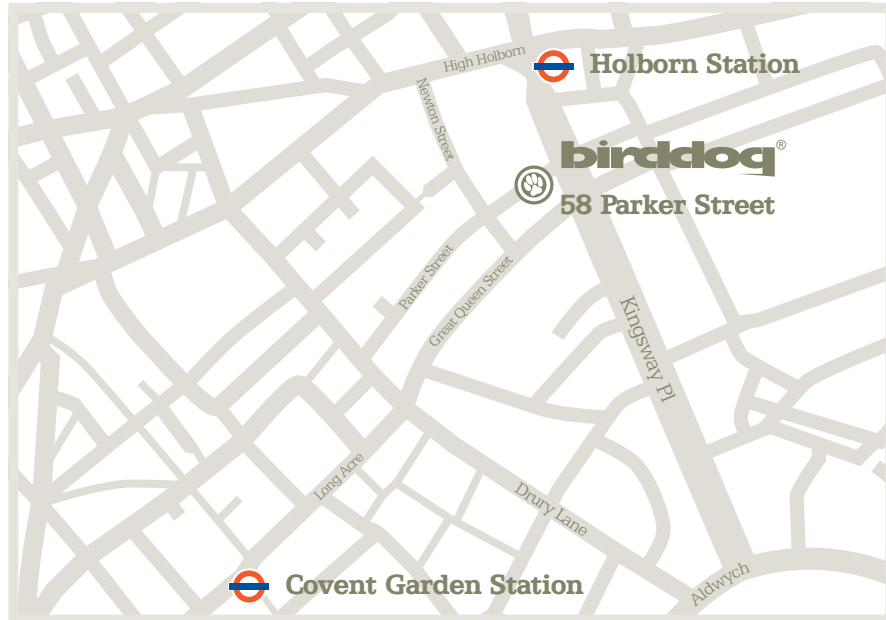 High Holborn
Holborn Station
Newton Street
birddog®
58 Parker Street
Parker Street
Great Queen Street
Kingsway Pl
Long Acre
Drury Lane
Aldwych
Covent Garden Station